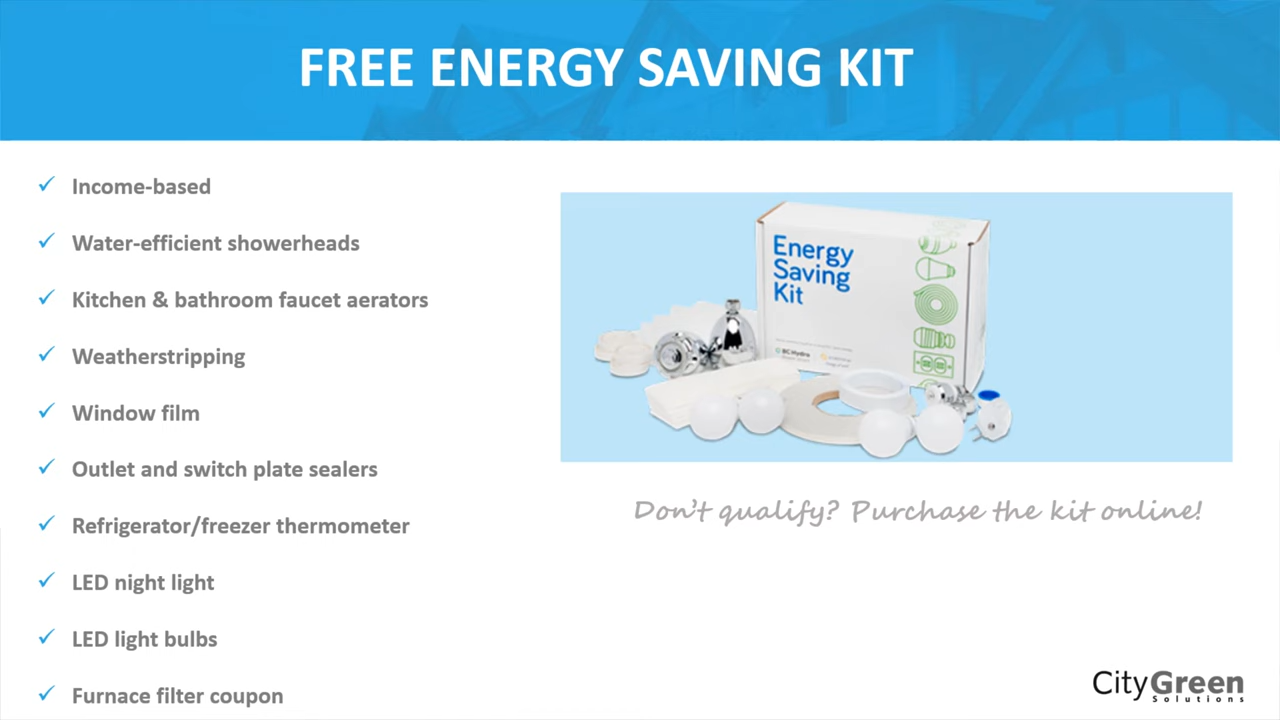 FREE ENERGY SAVING KIT
Income-based
Water-efficient showerheads
Kitchen & bathroom faucet aerators
Weatherstripping
Window film
Outlet and switch plate sealers
Refrigerator/freezer thermometer
LED night light
LED light bulbs
Furnace filter coupon
Energy
Saving
Kit
BC Hydro
Don't qualify? Purchase the kit online!
CityGreen
Solutions